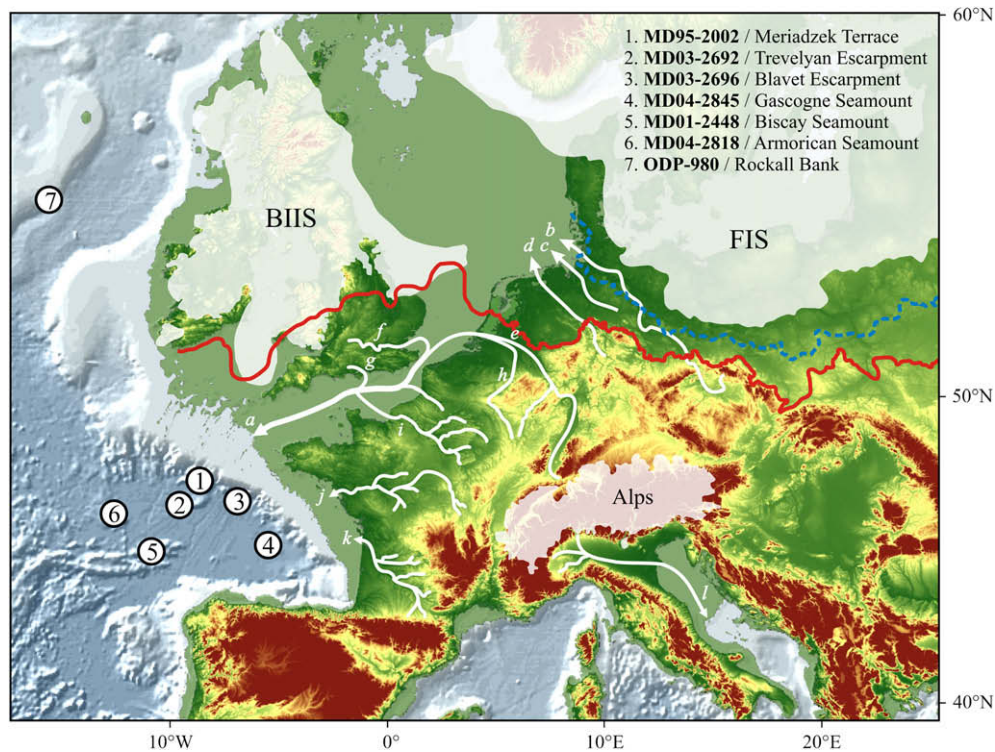 60°N
1. MD95-2002 / Meriadzek Terrace
2. MD03-2692 / Trevelyan Escarpment
3. MD03-2696 / Blavet Escarpment
4. MD04-2845 / Gascogne Seamount
5. MD01-2448 / Biscay Seamount
6. MD04-2818 / Armorican Seamount
7. ODP-980 / Rockall Bank
7
BIIS
FIS
b
d c
f
e
g
h
50°N
a
i
1
2
3
j
Alps
6
k
5
4
l
40°N
10°W
0°
10°E
20°E